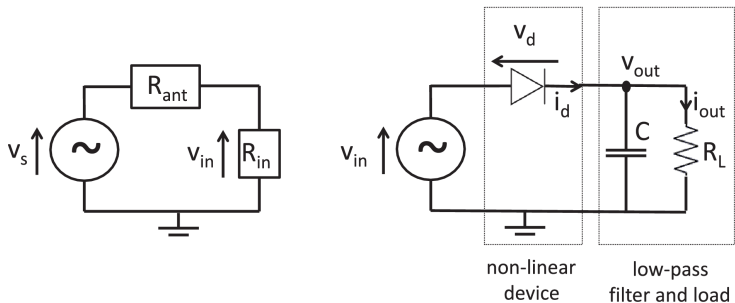 R_ant
v_s
~
v_in
R_in
v_d
i_d
v_out
i_out
v_in
~
C
R_L
non-linear
device
low-pass
filter and load